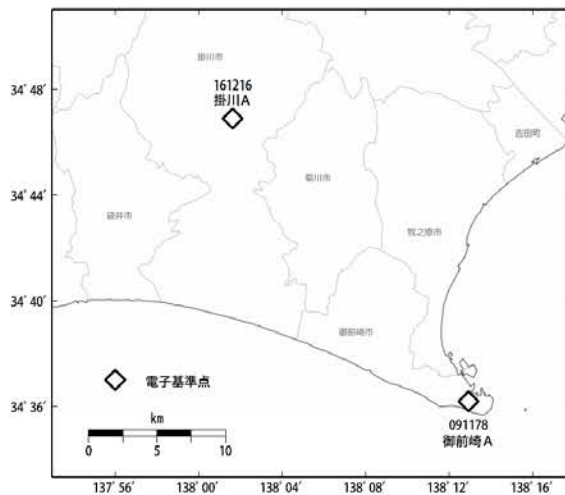 34° 48′
34° 44′
34° 40′
34° 36′
掛川市
161216
掛川A
吉田町
菊川市
袋井市
牧之原市
御前崎市
電子基準点
km
0 5 10
091178
御前崎A
137° 56′ 138° 00′ 138° 04′ 138° 08′ 138° 12′ 138° 16′